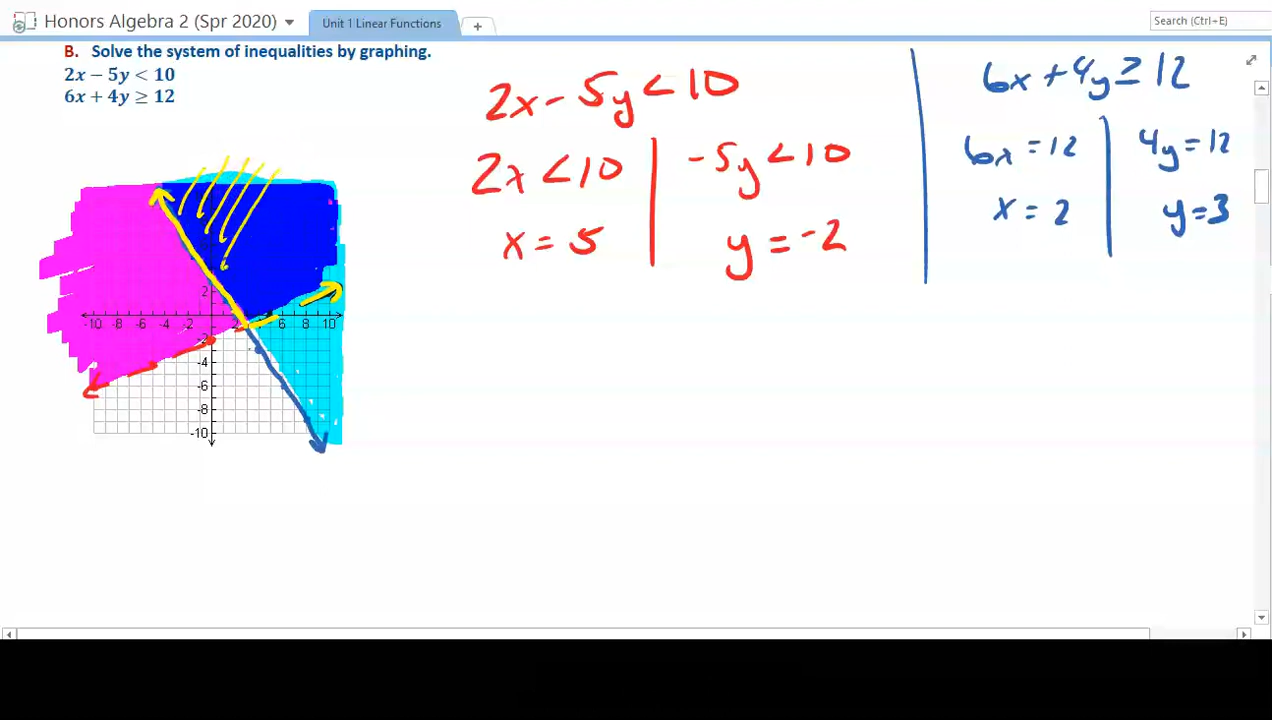 Honors Algebra 2 (Spr 2020)
Unit 1 Linear Functions
+
Search (Ctrl+E)
B. Solve the system of inequalities by graphing.
2x − 5y < 10
6x + 4y ≥ 12
2x - 5y < 10
2x < 10
-5y < 10
x = 5
y = -2
6x + 4y ≥ 12
6x = 12
4y = 12
x = 2
y = 3
2
-10 -8 -6 -4 -2 2 6 8 10
-2
-4
-6
-8
-10